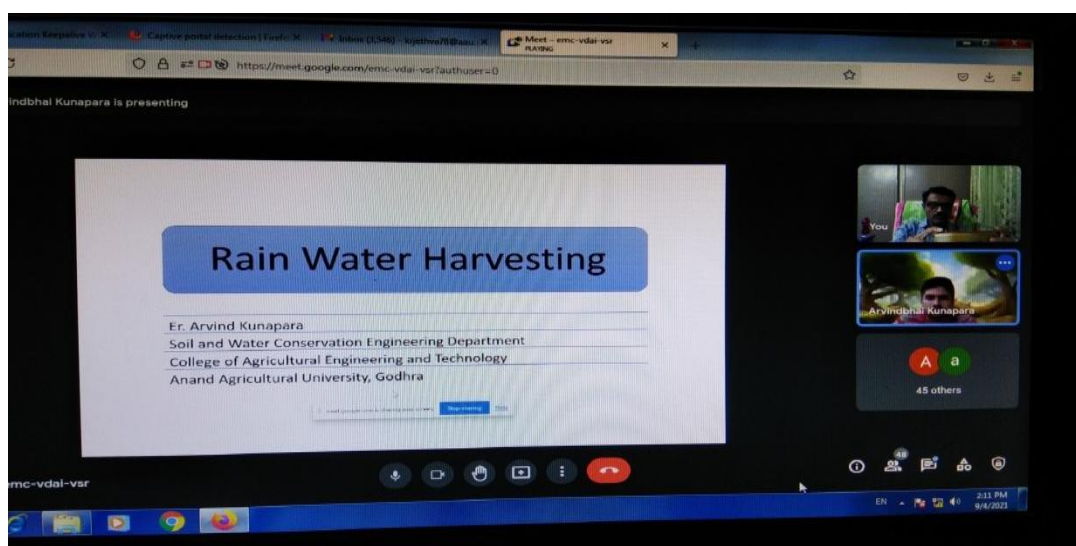 Captive portal detection | Firefo X
Meet – emc-vdai-vsr
PLAYING
https://meet.google.com/emc-vdai-vsr?authuser=0
indbhai Kunapara is presenting
Rain Water Harvesting
Er. Arvind Kunapara
Soil and Water Conservation Engineering Department
College of Agricultural Engineering and Technology
Anand Agricultural University, Godhra
Stop sharing
You
Arvindbhai Kunapara
A a
45 others
48
emc-vdai-vsr
EN
2:11 PM
9/4/2021